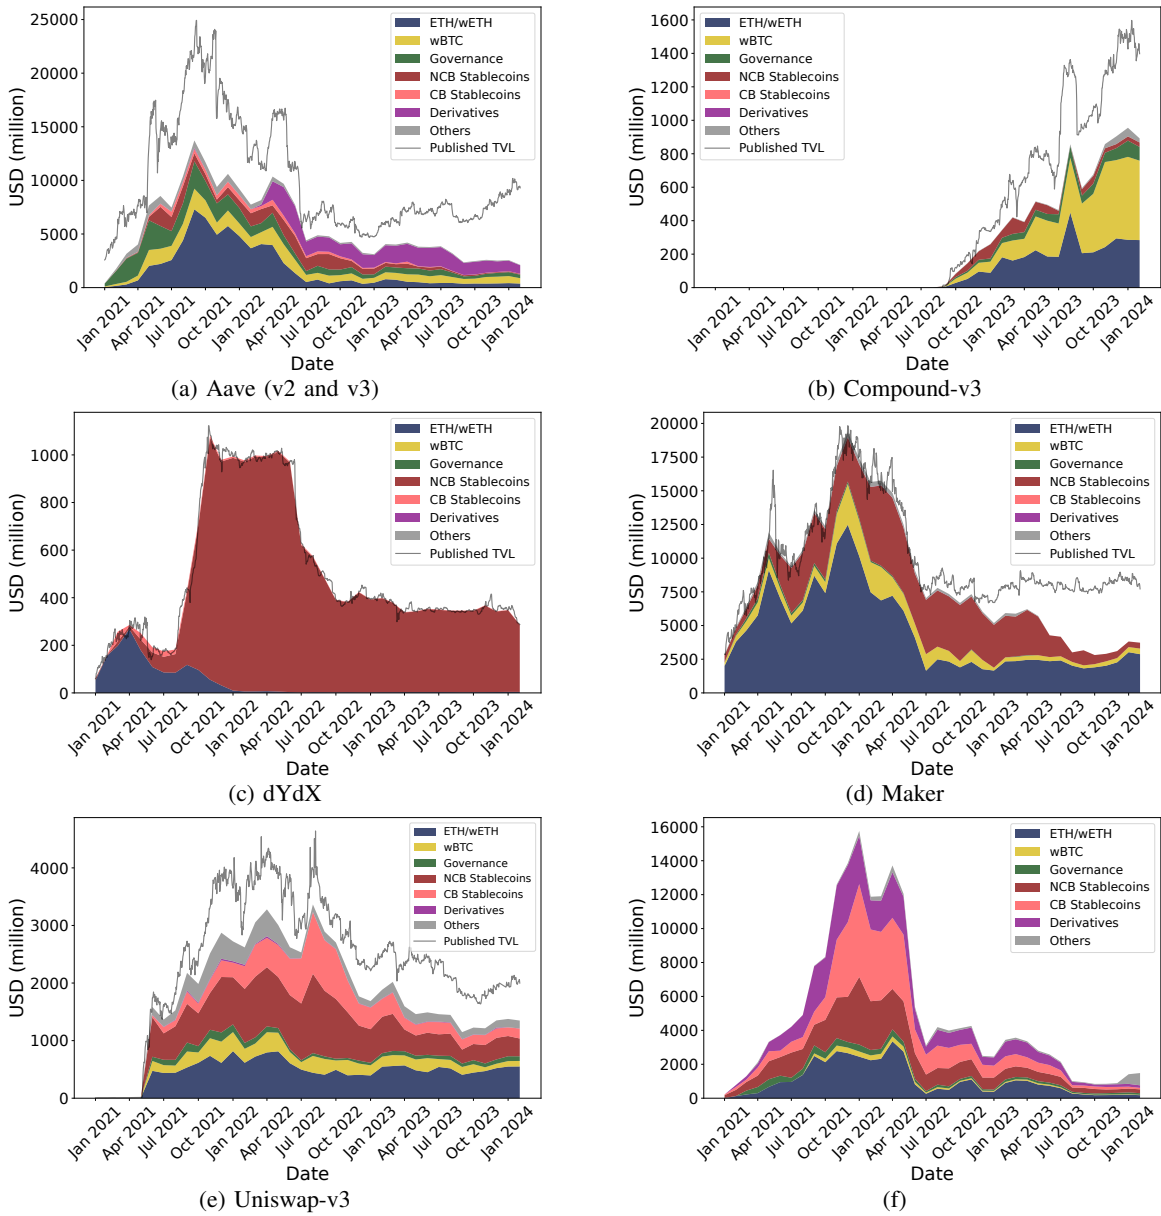 USD (million)
25000
20000
15000
10000
5000
0
ETH/wETH
wBTC
Governance
NCB Stablecoins
CB Stablecoins
Derivatives
Others
Published TVL
Jan 2021
Apr 2021
Jul 2021
Oct 2021
Jan 2022
Apr 2022
Jul 2022
Oct 2022
Jan 2023
Apr 2023
Jul 2023
Oct 2023
Jan 2024
Date
(a) Aave (v2 and v3)
USD (million)
1600
1400
1200
1000
800
600
400
200
0
ETH/wETH
wBTC
Governance
NCB Stablecoins
CB Stablecoins
Derivatives
Others
Published TVL
Jan 2021
Apr 2021
Jul 2021
Oct 2021
Jan 2022
Apr 2022
Jul 2022
Oct 2022
Jan 2023
Apr 2023
Jul 2023
Oct 2023
Jan 2024
Date
(b) Compound-v3
USD (million)
1000
800
600
400
200
0
ETH/wETH
wBTC
Governance
NCB Stablecoins
CB Stablecoins
Derivatives
Others
Published TVL
Jan 2021
Apr 2021
Jul 2021
Oct 2021
Jan 2022
Apr 2022
Jul 2022
Oct 2022
Jan 2023
Apr 2023
Jul 2023
Oct 2023
Jan 2024
Date
(c) dYdX
USD (million)
20000
17500
15000
12500
10000
7500
5000
2500
0
ETH/wETH
wBTC
Governance
NCB Stablecoins
CB Stablecoins
Derivatives
Others
Published TVL
Jan 2021
Apr 2021
Jul 2021
Oct 2021
Jan 2022
Apr 2022
Jul 2022
Oct 2022
Jan 2023
Apr 2023
Jul 2023
Oct 2023
Jan 2024
Date
(d) Maker
USD (million)
4000
3000
2000
1000
0
ETH/wETH
wBTC
Governance
NCB Stablecoins
CB Stablecoins
Derivatives
Others
Published TVL
Jan 2021
Apr 2021
Jul 2021
Oct 2021
Jan 2022
Apr 2022
Jul 2022
Oct 2022
Jan 2023
Apr 2023
Jul 2023
Oct 2023
Jan 2024
Date
(e) Uniswap-v3
USD (million)
16000
14000
12000
10000
8000
6000
4000
2000
0
ETH/wETH
wBTC
Governance
NCB Stablecoins
CB Stablecoins
Derivatives
Others
Jan 2021
Apr 2021
Jul 2021
Oct 2021
Jan 2022
Apr 2022
Jul 2022
Oct 2022
Jan 2023
Apr 2023
Jul 2023
Oct 2023
Jan 2024
Date
(f)